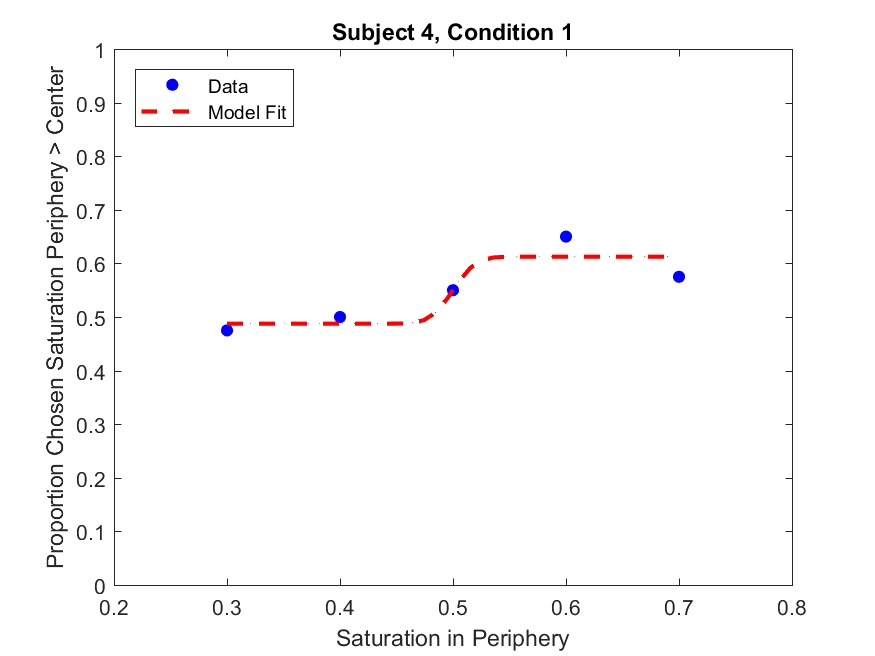 Subject 4, Condition 1
Data
Model Fit
Proportion Chosen Saturation Periphery > Center
1
0.9
0.8
0.7
0.6
0.5
0.4
0.3
0.2
0.1
0
0.2 0.3 0.4 0.5 0.6 0.7 0.8
Saturation in Periphery